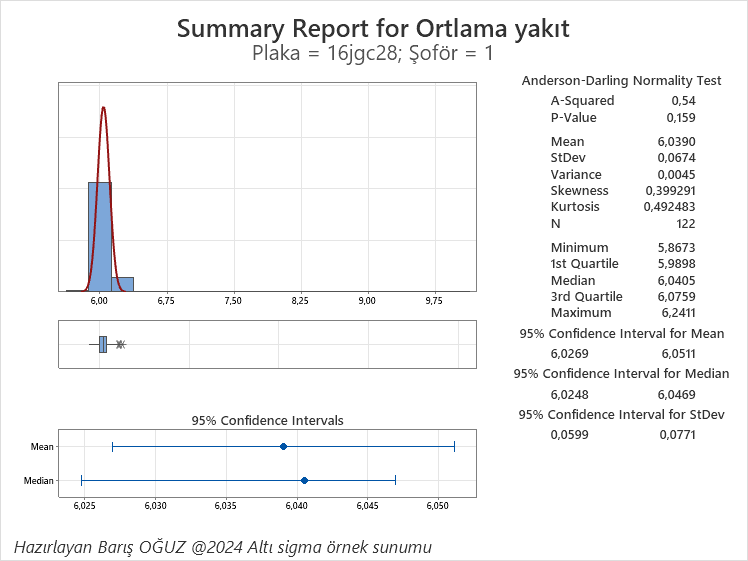 Summary Report for Ortlama yakıt
Plaka = 16jgc28; Şoför = 1
6,00 6,75 7,50 8,25 9,00 9,75
Anderson-Darling Normality Test
A-Squared 0,54
P-Value 0,159
Mean 6,0390
StDev 0,0674
Variance 0,0045
Skewness 0,399291
Kurtosis 0,492483
N 122
Minimum 5,8673
1st Quartile 5,9898
Median 6,0405
3rd Quartile 6,0759
Maximum 6,2411
95% Confidence Interval for Mean
6,0269 6,0511
95% Confidence Interval for Median
6,0248 6,0469
95% Confidence Interval for StDev
0,0599 0,0771
95% Confidence Intervals
Mean
Median
6,025 6,030 6,035 6,040 6,045 6,050
Hazırlayan Barış OĞUZ @2024 Altı sigma örnek sunumu